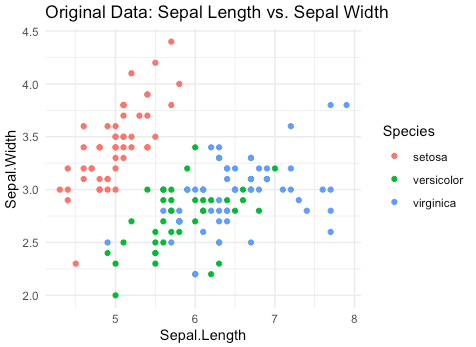 Original Data: Sepal Length vs. Sepal Width
4.5
4.0
3.5
3.0
2.5
2.0
Sepal.Width
5
6
7
8
Sepal.Length
Species
setosa
versicolor
virginica